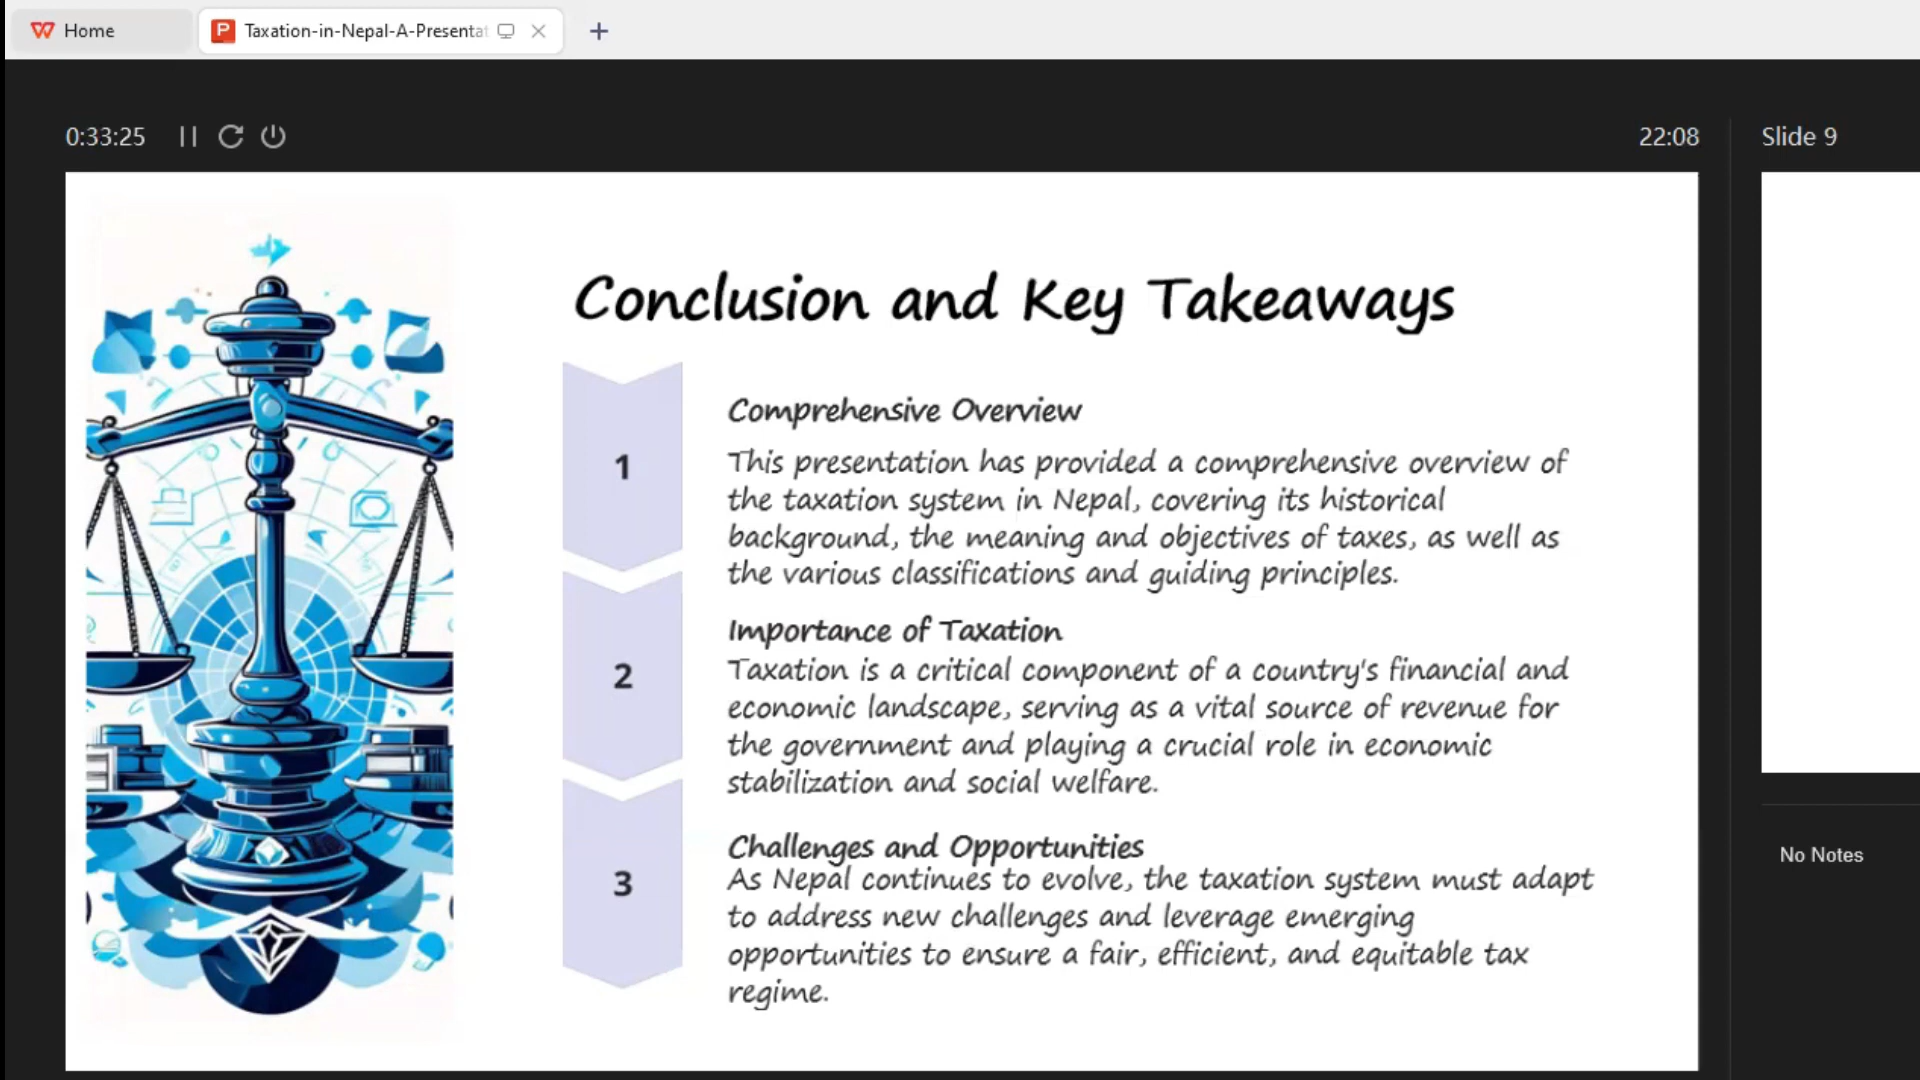 Home
Taxation-in-Nepal-A-Presentat
0:33:25
22:08
Slide 9
Conclusion and Key Takeaways
1
Comprehensive Overview
This presentation has provided a comprehensive overview of
the taxation system in Nepal, covering its historical
background, the meaning and objectives of taxes, as well as
the various classifications and guiding principles.
2
Importance of Taxation
Taxation is a critical component of a country's financial and
economic landscape, serving as a vital source of revenue for
the government and playing a crucial role in economic
stabilization and social welfare.
3
Challenges and Opportunities
As Nepal continues to evolve, the taxation system must adapt
to address new challenges and leverage emerging
opportunities to ensure a fair, efficient, and equitable tax
regime.
No Notes